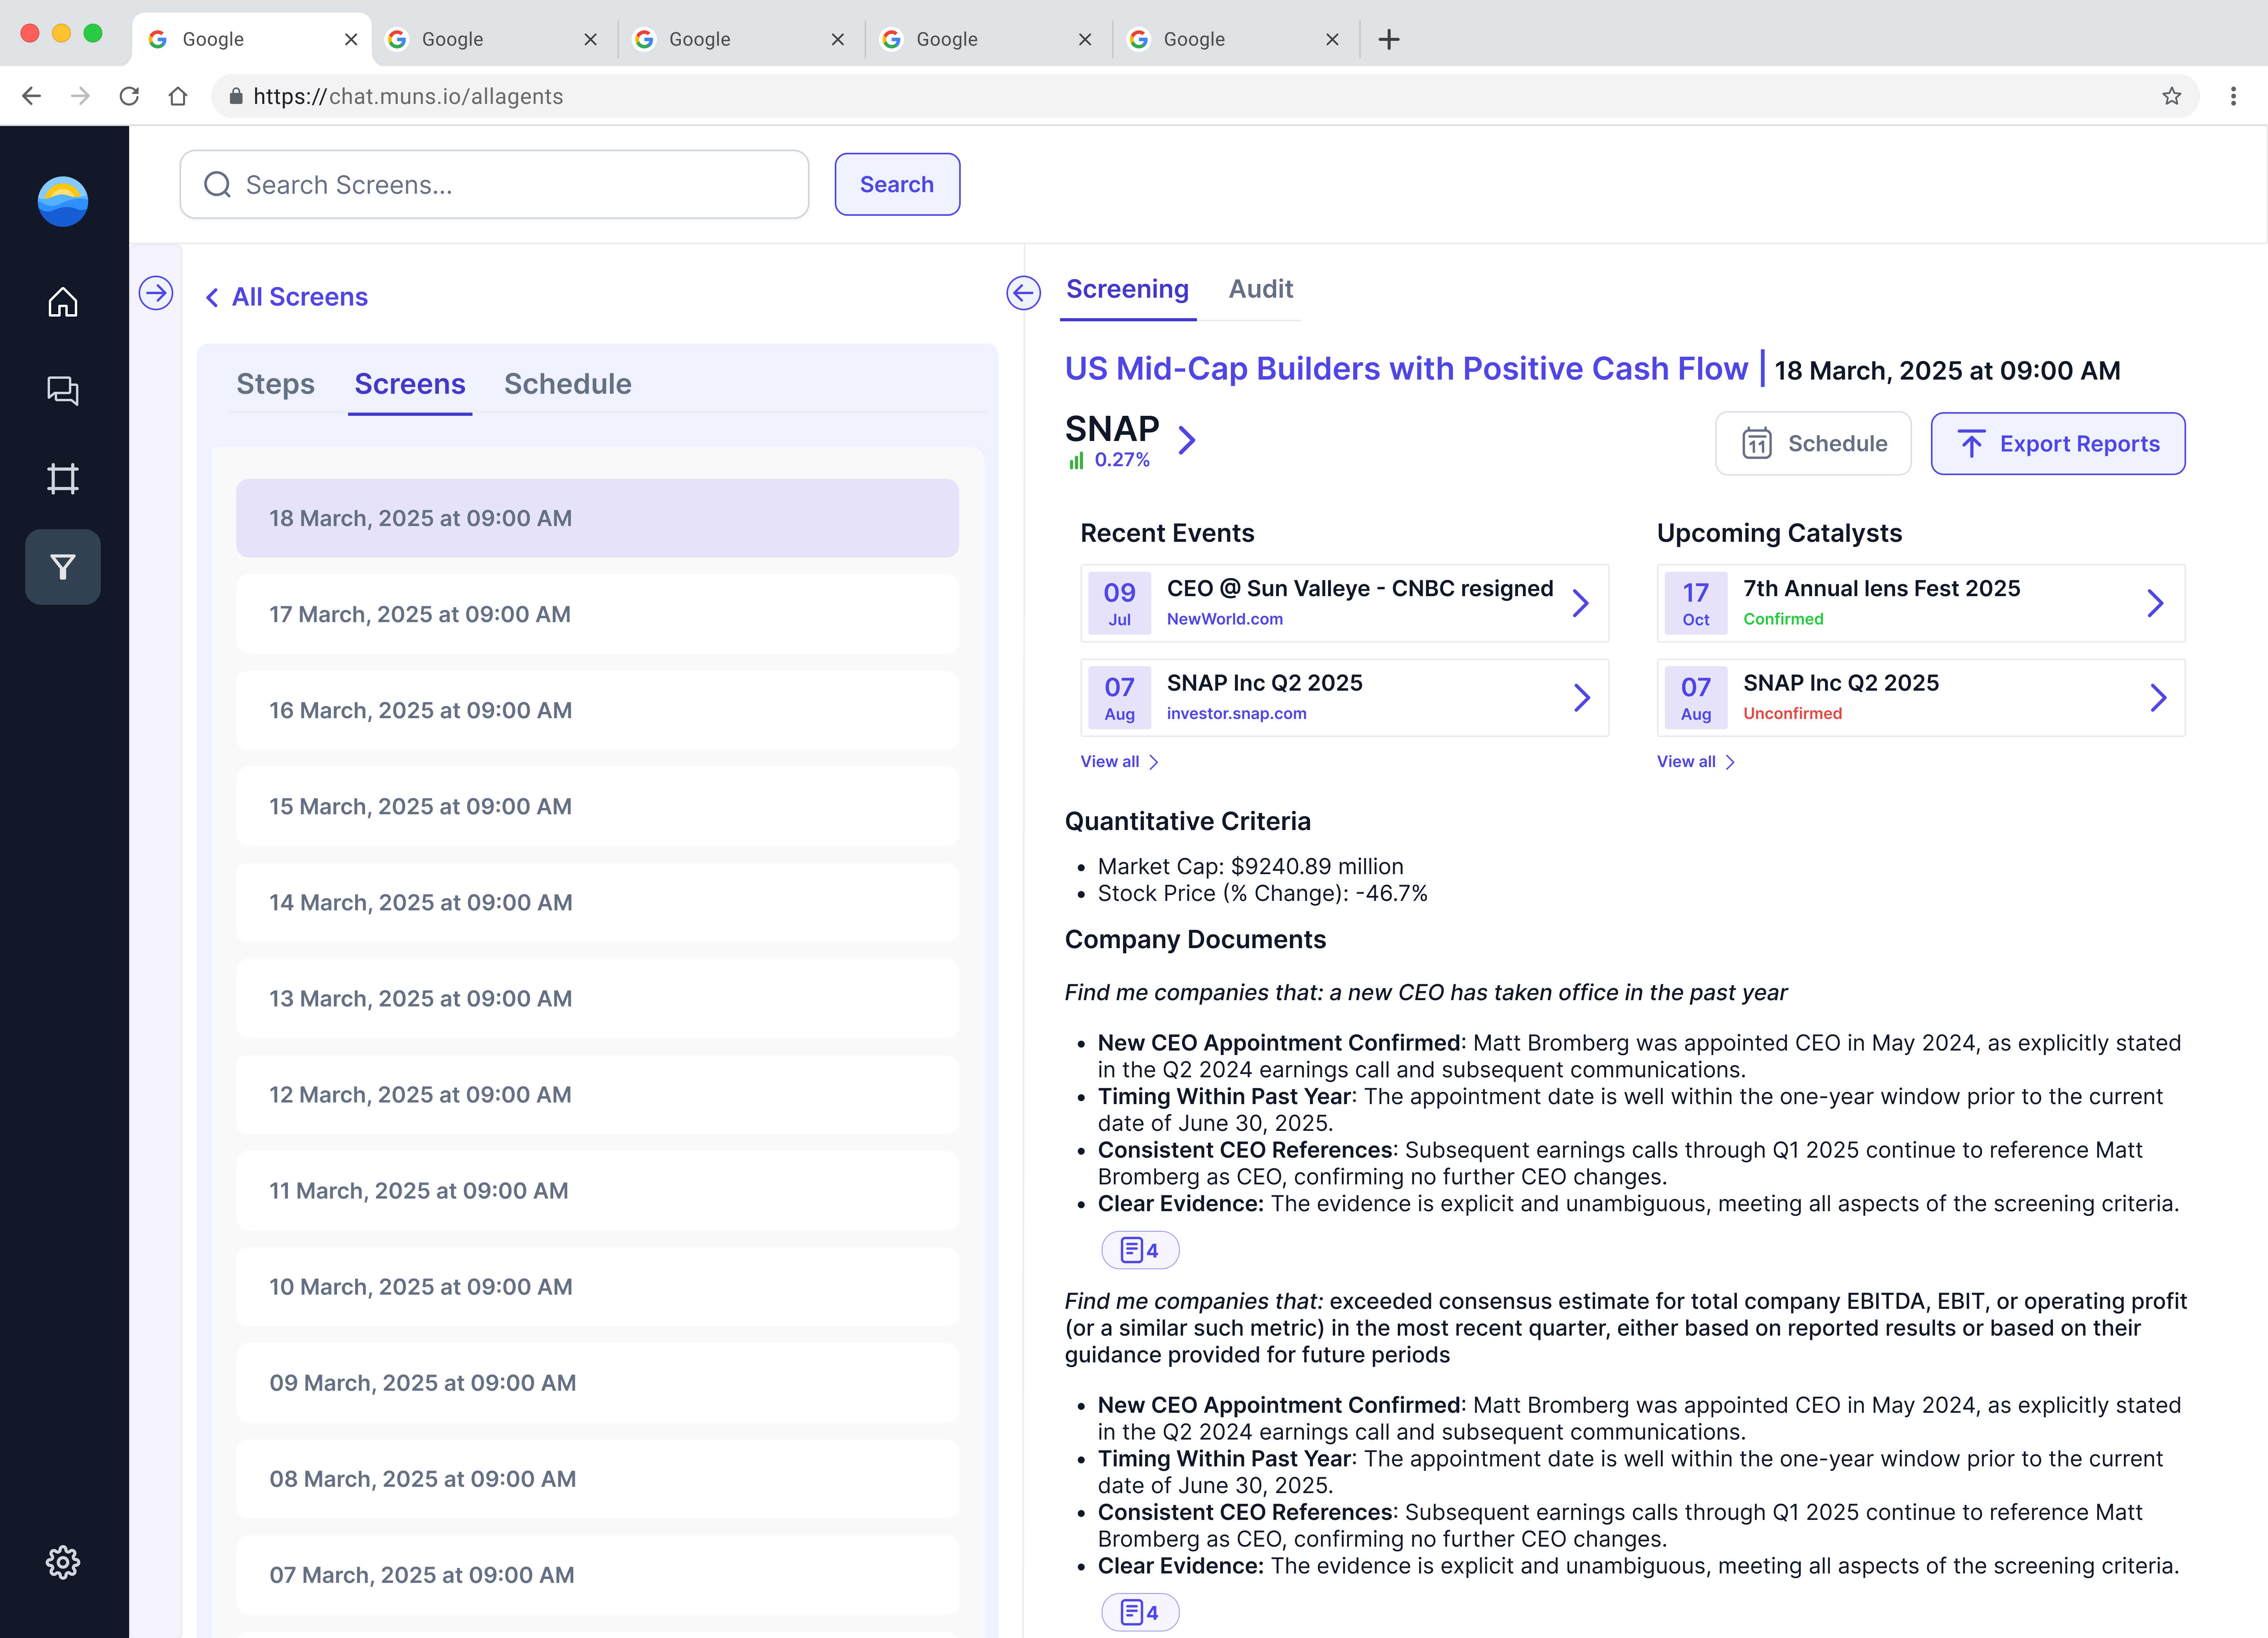 Google
Google
Google
Google
Google
https://chat.muns.io/allagents
Search Screens...
Search
All Screens
Steps
Screens
Schedule
18 March, 2025 at 09:00 AM
17 March, 2025 at 09:00 AM
16 March, 2025 at 09:00 AM
15 March, 2025 at 09:00 AM
14 March, 2025 at 09:00 AM
13 March, 2025 at 09:00 AM
12 March, 2025 at 09:00 AM
11 March, 2025 at 09:00 AM
10 March, 2025 at 09:00 AM
09 March, 2025 at 09:00 AM
08 March, 2025 at 09:00 AM
07 March, 2025 at 09:00 AM
Screening
Audit
US Mid-Cap Builders with Positive Cash Flow | 18 March, 2025 at 09:00 AM
SNAP
0.27%
11
Schedule
Export Reports
Recent Events
09
Jul
CEO @ Sun Valleye - CNBC resigned
NewWorld.com
07
Aug
SNAP Inc Q2 2025
investor.snap.com
View all
Upcoming Catalysts
17
Oct
7th Annual lens Fest 2025
Confirmed
07
Aug
SNAP Inc Q2 2025
Unconfirmed
View all
Quantitative Criteria
• Market Cap: $9240.89 million
• Stock Price (% Change): -46.7%
Company Documents
Find me companies that: a new CEO has taken office in the past year
• New CEO Appointment Confirmed: Matt Bromberg was appointed CEO in May 2024, as explicitly stated
in the Q2 2024 earnings call and subsequent communications.
• Timing Within Past Year: The appointment date is well within the one-year window prior to the current
date of June 30, 2025.
• Consistent CEO References: Subsequent earnings calls through Q1 2025 continue to reference Matt
Bromberg as CEO, confirming no further CEO changes.
• Clear Evidence: The evidence is explicit and unambiguous, meeting all aspects of the screening criteria.
4
Find me companies that: exceeded consensus estimate for total company EBITDA, EBIT, or operating profit
(or a similar such metric) in the most recent quarter, either based on reported results or based on their
guidance provided for future periods
• New CEO Appointment Confirmed: Matt Bromberg was appointed CEO in May 2024, as explicitly stated
in the Q2 2024 earnings call and subsequent communications.
• Timing Within Past Year: The appointment date is well within the one-year window prior to the current
date of June 30, 2025.
• Consistent CEO References: Subsequent earnings calls through Q1 2025 continue to reference Matt
Bromberg as CEO, confirming no further CEO changes.
• Clear Evidence: The evidence is explicit and unambiguous, meeting all aspects of the screening criteria.
4